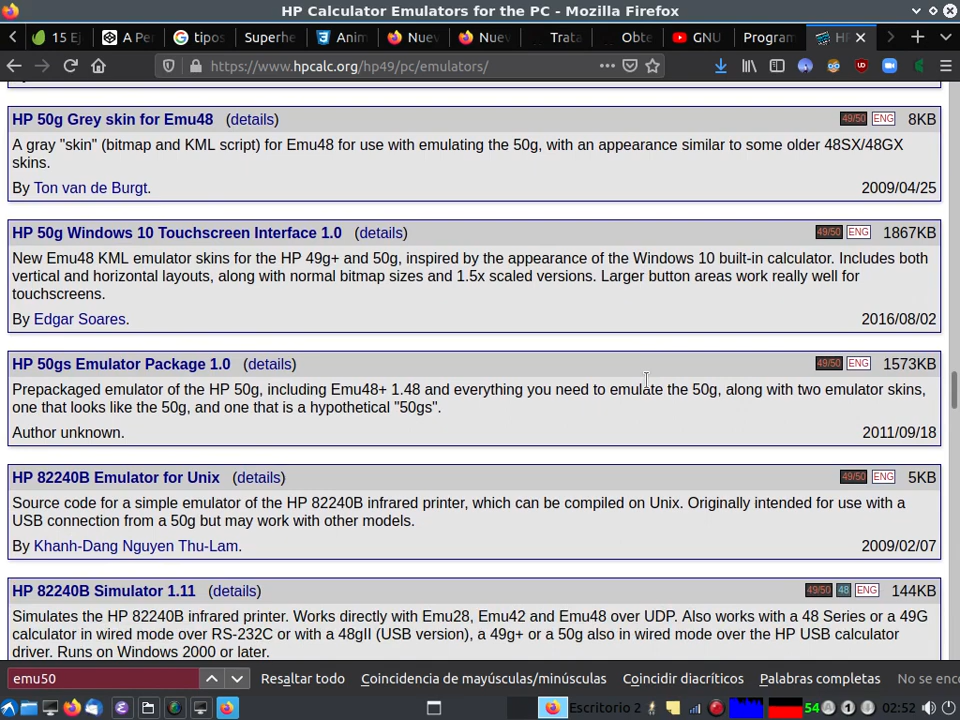 HP Calculator Emulators for the PC - Mozilla Firefox
15 Ej
A Per
tipos
Superhe
Anim
Nuev
Nuev
Trata
Obte
GNU
Program
HP
https://www.hpcalc.org/hp49/pc/emulators/
HP 50g Grey skin for Emu48 (details) 49/50 ENG 8KB
A gray "skin" (bitmap and KML script) for Emu48 for use with emulating the 50g, with an appearance similar to some older 48SX/48GX
skins.
By Ton van de Burgt. 2009/04/25
HP 50g Windows 10 Touchscreen Interface 1.0 (details) 49/50 ENG 1867KB
New Emu48 KML emulator skins for the HP 49g+ and 50g, inspired by the appearance of the Windows 10 built-in calculator. Includes both
vertical and horizontal layouts, along with normal bitmap sizes and 1.5x scaled versions. Larger button areas work really well for
touchscreens.
By Edgar Soares. 2016/08/02
HP 50gs Emulator Package 1.0 (details) 49/50 ENG 1573KB
Prepackaged emulator of the HP 50g, including Emu48+ 1.48 and everything you need to emulate the 50g, along with two emulator skins,
one that looks like the 50g, and one that is a hypothetical "50gs".
Author unknown. 2011/09/18
HP 82240B Emulator for Unix (details) 49/50 ENG 5KB
Source code for a simple emulator of the HP 82240B infrared printer, which can be compiled on Unix. Originally intended for use with a
USB connection from a 50g but may work with other models.
By Khanh-Dang Nguyen Thu-Lam. 2009/02/07
HP 82240B Simulator 1.11 (details) 49/50 48 ENG 144KB
Simulates the HP 82240B infrared printer. Works directly with Emu28, Emu42 and Emu48 over UDP. Also works with a 48 Series or a 49G
calculator in wired mode over RS-232C or with a 48gII (USB version), a 49g+ or a 50g also in wired mode over the HP USB calculator
driver. Runs on Windows 2000 or later.
emu50 Resaltar todo Coincidencia de mayúsculas/minúsculas Coincidir diacríticos Palabras completas No se enc
Escritorio 2 54 02:52